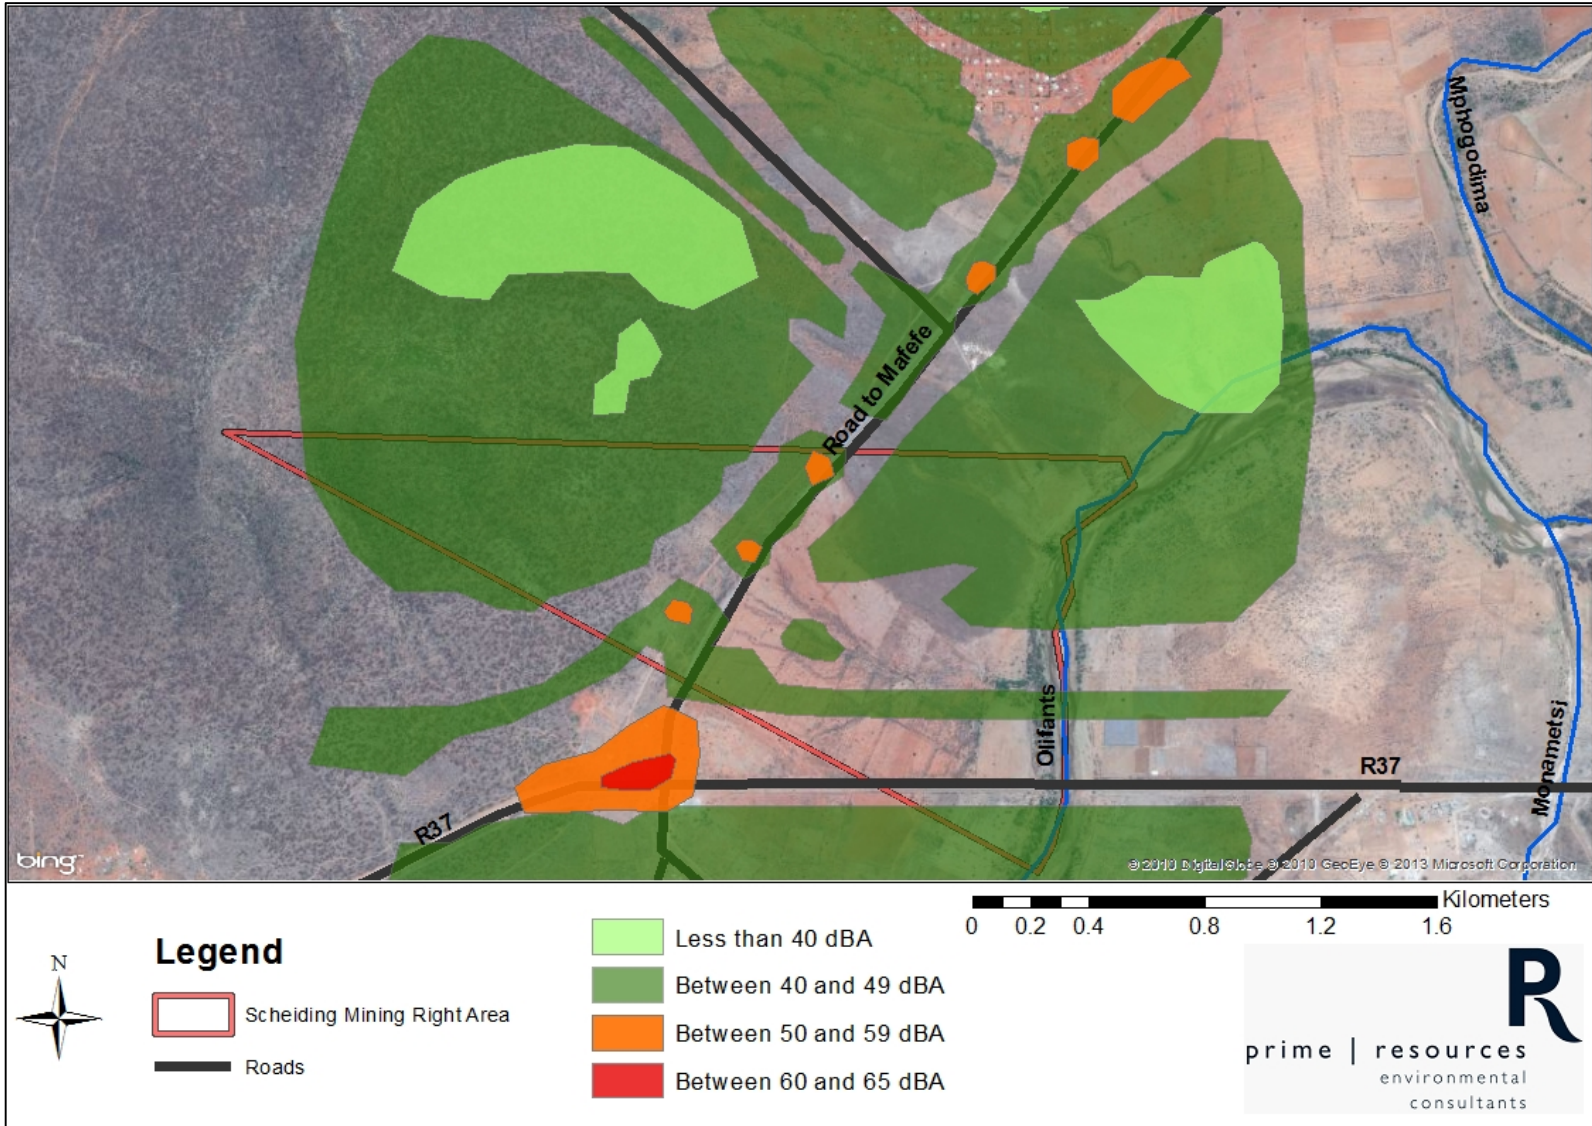 Mphogodima
Road to Mafefe
Olifants
R37
Monametsj
R37
bing
© 2010 DigitalGlobe © 2010 GeoEye © 2013 Microsoft Corporation
Kilometers
0 0.2 0.4 0.8 1.2 1.6
N
Legend
Scheiding Mining Right Area
Roads
Less than 40 dBA
Between 40 and 49 dBA
Between 50 and 59 dBA
Between 60 and 65 dBA
R
prime | resources
environmental
consultants